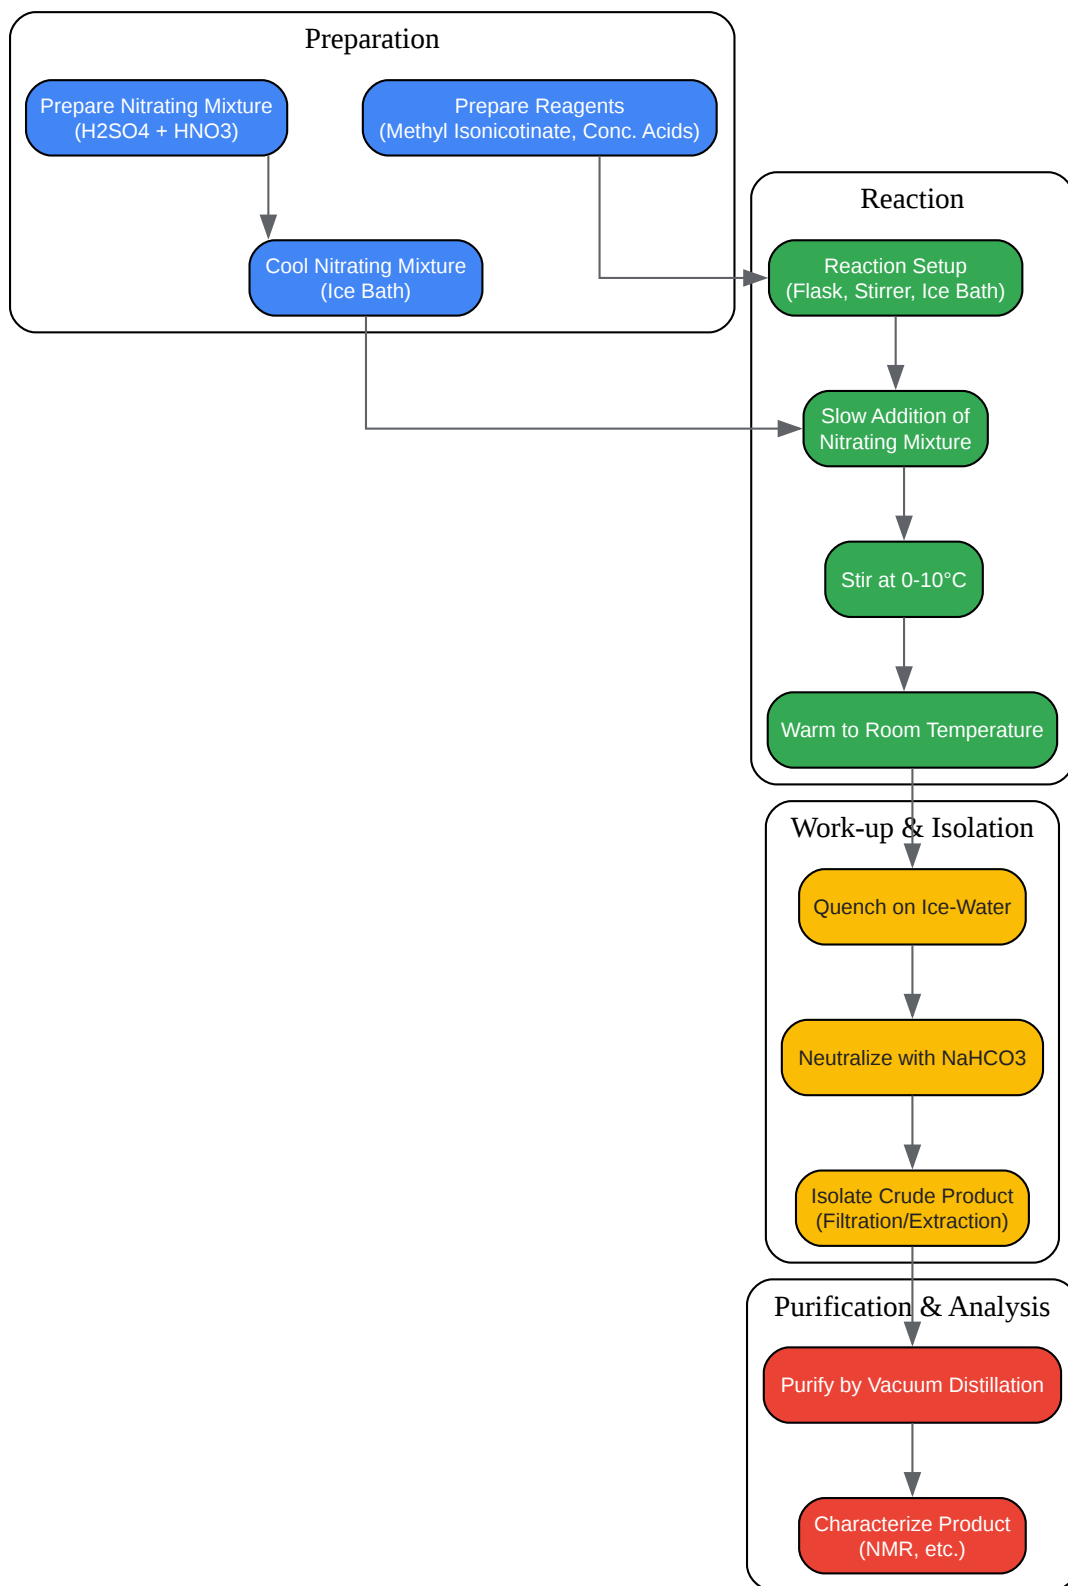 Preparation
Prepare Nitrating Mixture
(H2SO4 + HNO3)
Prepare Reagents
(Methyl Isonicotinate, Conc. Acids)
Cool Nitrating Mixture
(Ice Bath)
Reaction
Reaction Setup
(Flask, Stirrer, Ice Bath)
Slow Addition of
Nitrating Mixture
Stir at 0-10°C
Warm to Room Temperature
Work-up & Isolation
Quench on Ice-Water
Neutralize with NaHCO3
Isolate Crude Product
(Filtration/Extraction)
Purification & Analysis
Purify by Vacuum Distillation
Characterize Product
(NMR, etc.)